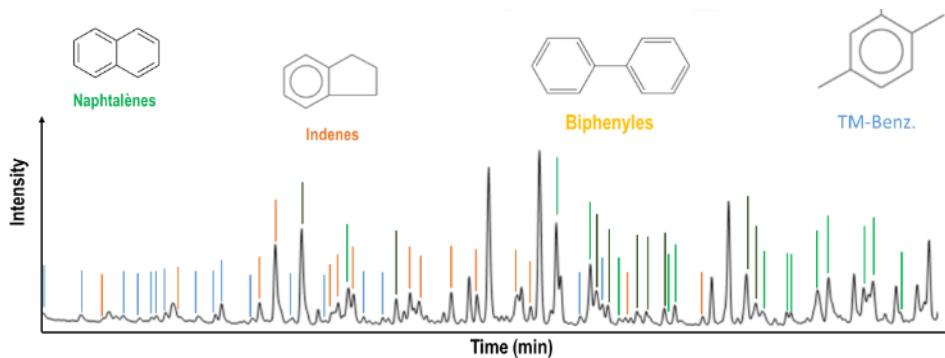 Naphtalènes
Indenes
Biphenyles
TM-Benz.
Intensity
Time (min)